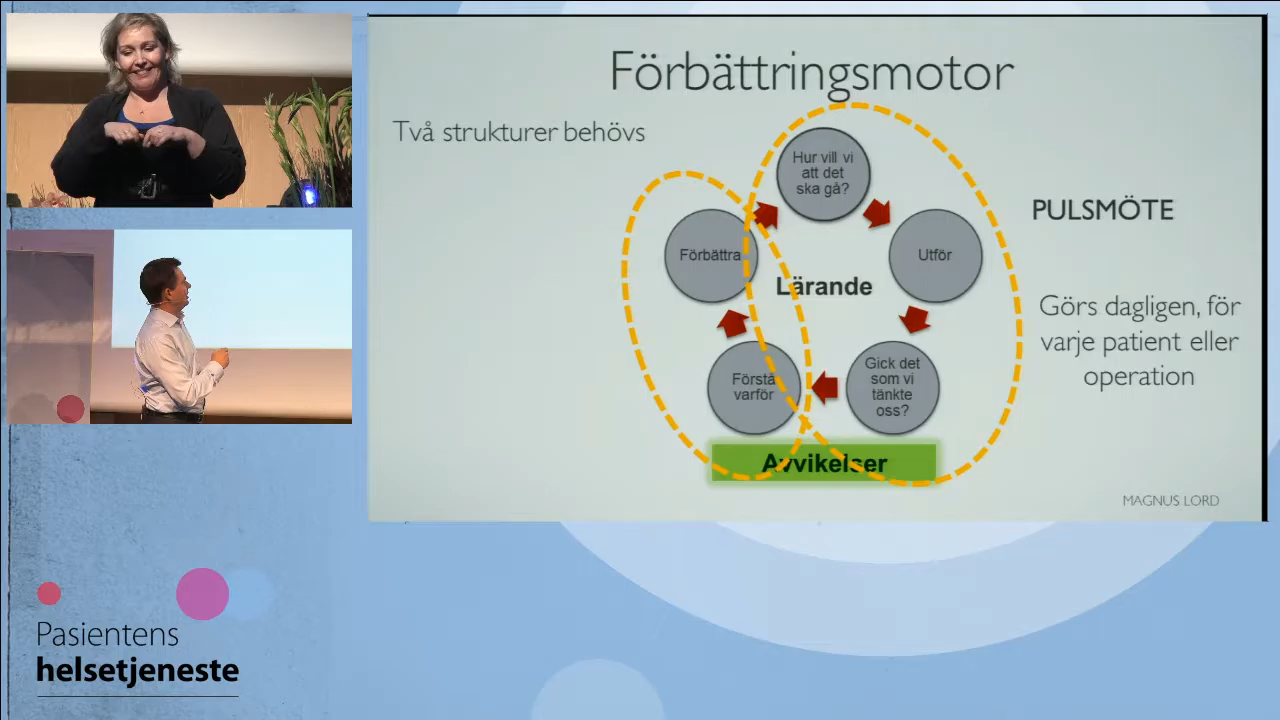 Förbättringsmotor
Två strukturer behövs
Hur vill vi
att det
ska gå?
Förbättra
Utför
PULSMÖTE
Lärande
Görs dagligen, för
varje patient eller
operation
Förstå
varför
Gick det
som vi
tänkte
oss?
Avvikelser
MAGNUS LORD
Pasientens
helsetjeneste